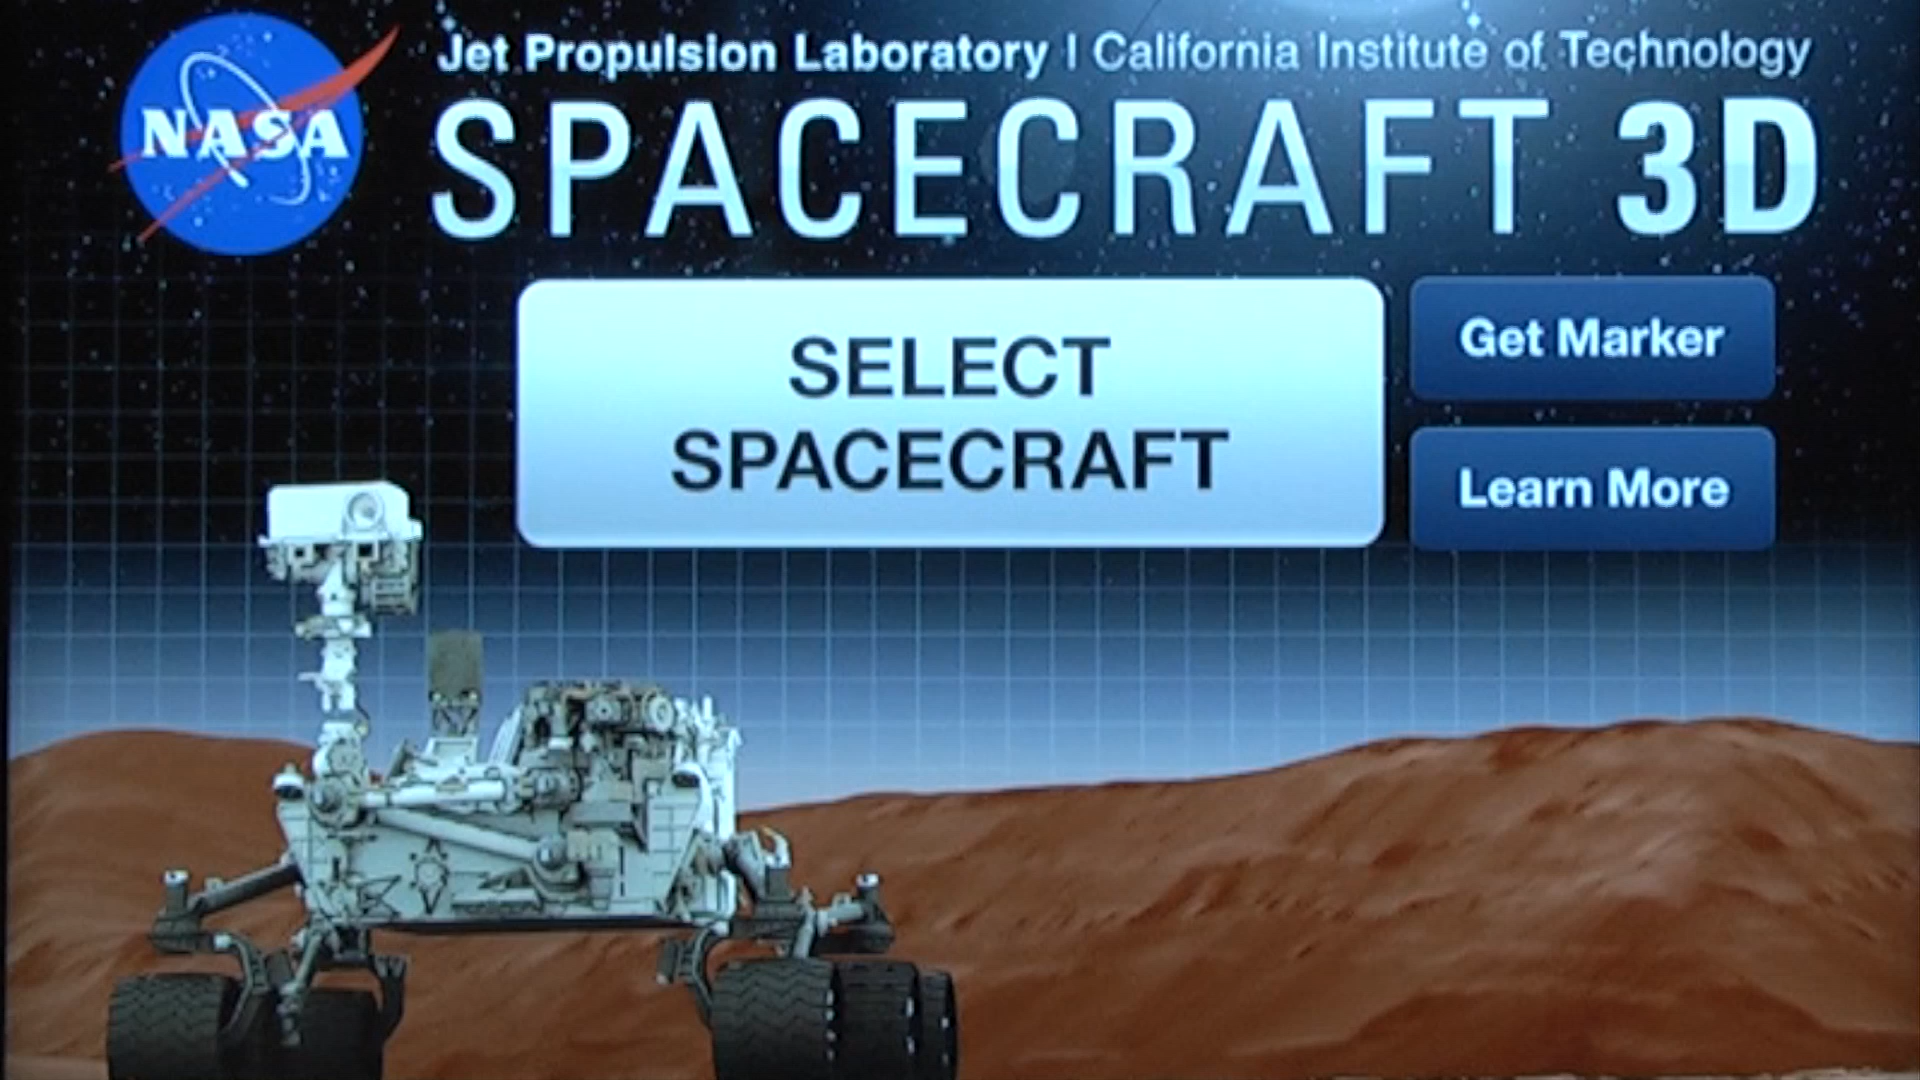 NASA
Jet Propulsion Laboratory | California Institute of Technology
SPACECRAFT 3D
SELECT
SPACECRAFT
Get Marker
Learn More